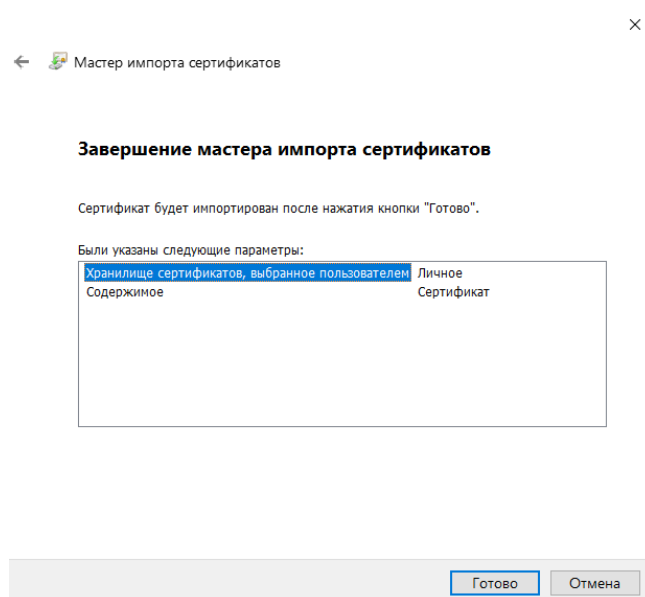 Мастер импорта сертификатов
Завершение мастера импорта сертификатов
Сертификат будет импортирован после нажатия кнопки "Готово".
Были указаны следующие параметры:
Хранилище сертификатов, выбранное пользователем Личное
Содержимое Сертификат
Готово Отмена